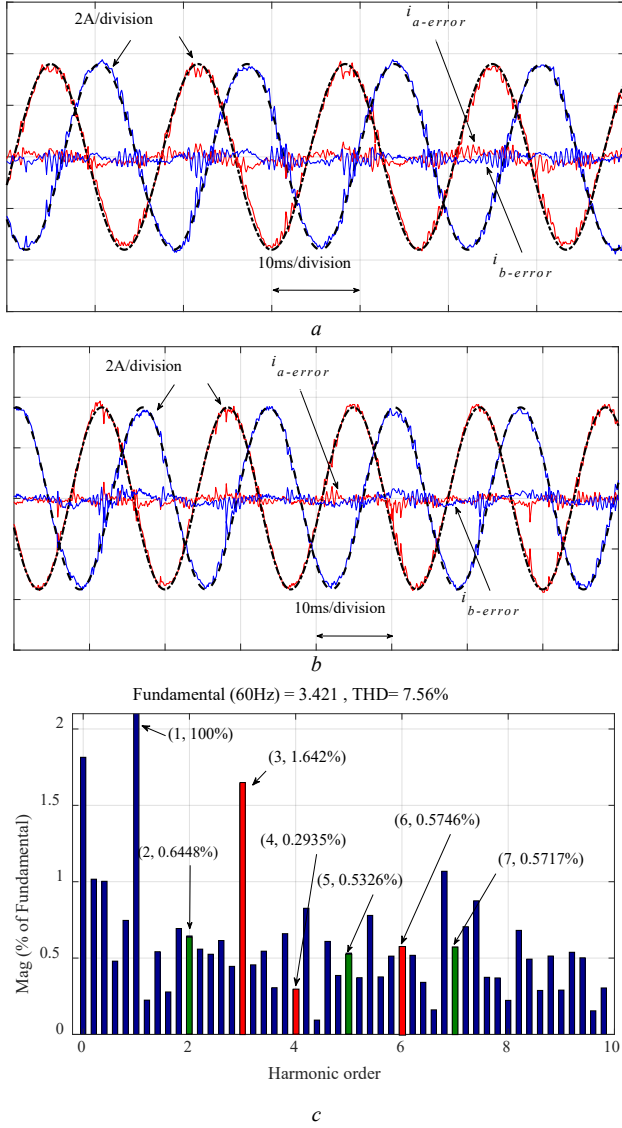 2A/division
i a-error
10ms/division
i b-error
a
2A/division
i a-error
10ms/division
i b-error
b
Fundamental (60Hz) = 3.421 , THD= 7.56%
2
(1, 100%)
(3, 1.642%)
1.5
(6, 0.5746%)
(4, 0.2935%)
(2, 0.6448%)
(7, 0.5717%)
(5, 0.5326%)
1
0.5
0
Mag (% of Fundamental)
0 2 4 6 8 10
Harmonic order
c